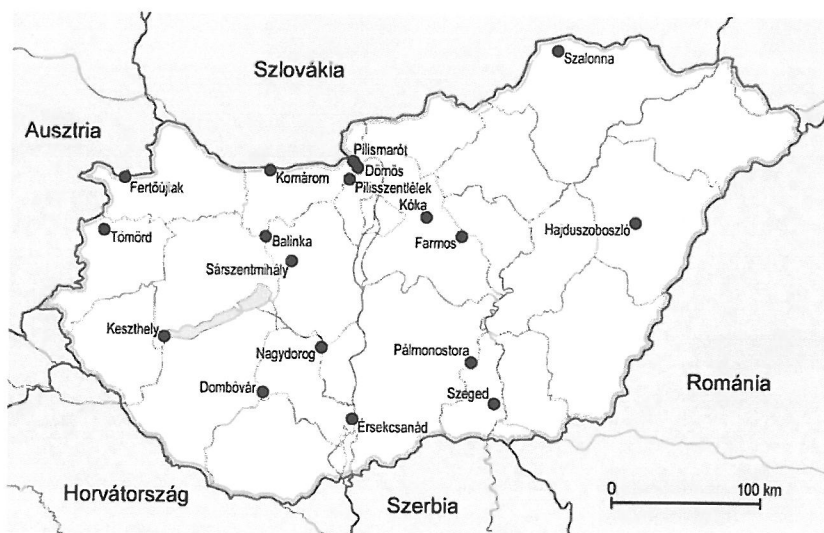 Szlovákia
Szalonna
Ausztria
Pilismarót
Dömös
Komárom
Fertőújlak
Pilisszentlélek
Kóka
Hajduszoboszló
Tömörd
Balinka
Farmos
Sárszentmihály
Keszthely
Nagydorog
Pálmonostora
Románia
Dombóvár
Szeged
Érsekcsanád
Horvátország
Szerbia
0
100 km